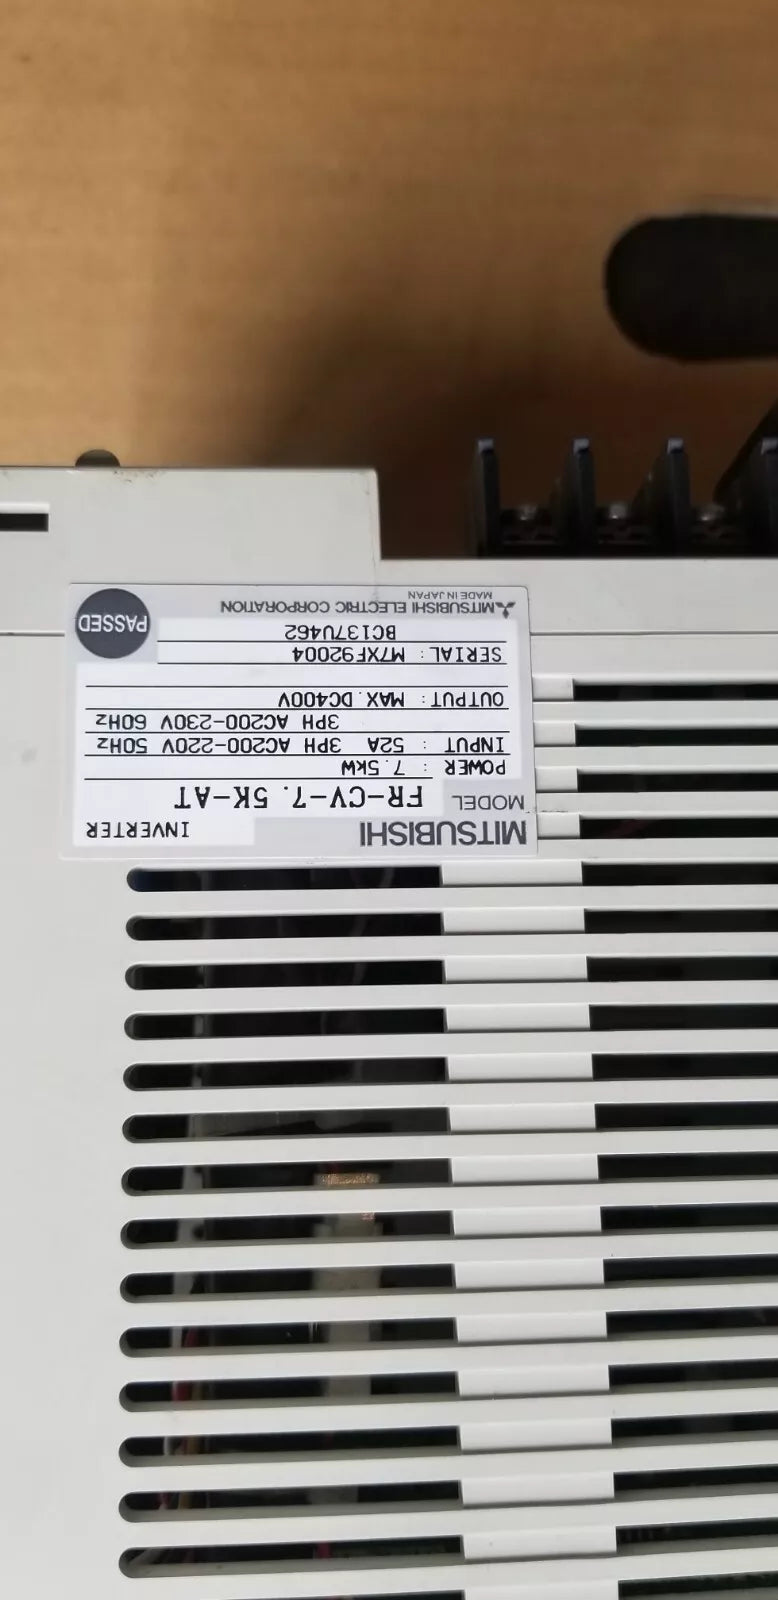 MITSUBISHI INVERTER
MODEL FR-CV-7.5K-AT
POWER : 7.5kW
INPUT : 52A 3PH AC200-220V 50Hz
3PH AC200-230V 60Hz
OUTPUT : MAX.DC400V
SERIAL : M7XF92004
BC137U462
MITSUBISHI ELECTRIC CORPORATION
MADE IN JAPAN
PASSED